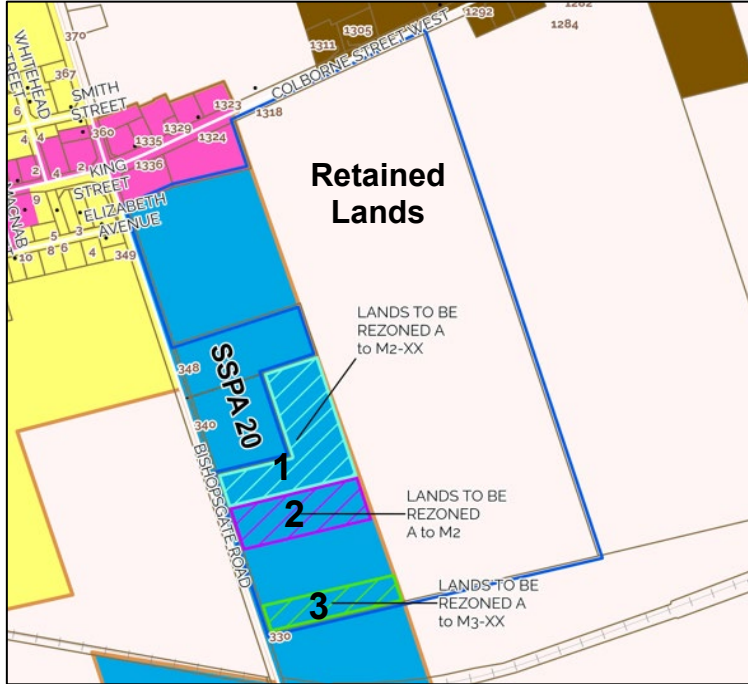 370
WHITEHEAD
STREET
367
SMITH
STREET
6
4
4
360
1335
1329
1323
1324
1336
1318
COLBORNE STREET WEST
1311
1305
1292
1284
2
4
2
KING
STREET
9
MACNAB
ELIZABETH
AVENUE
5
3
10
8
6
4
349
Retained
Lands
LANDS TO BE
REZONED A
to M2-XX
348
SSPA 20
340
1
BISHOPSGATE ROAD
2
LANDS TO BE
REZONED
A to M2
3
LANDS TO BE
REZONED A
to M3-XX
330